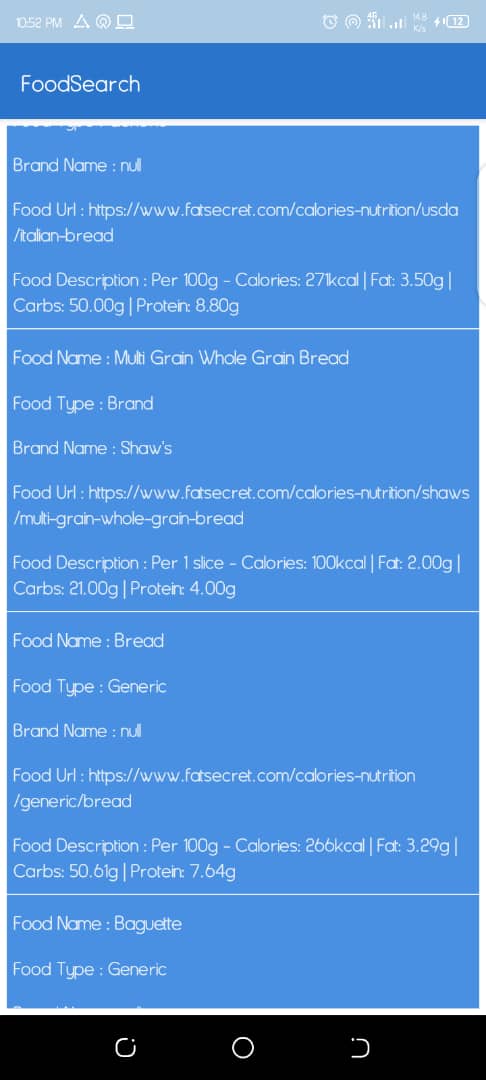 10:52 PM
4G
14.8
K/s
12
FoodSearch
Brand Name : null
Food Url : https://www.fatsecret.com/calories-nutrition/usda
/italian-bread
Food Description : Per 100g - Calories: 271kcal | Fat: 3.50g |
Carbs: 50.00g | Protein: 8.80g
Food Name : Multi Grain Whole Grain Bread
Food Type : Brand
Brand Name : Shaw's
Food Url : https://www.fatsecret.com/calories-nutrition/shaws
/multi-grain-whole-grain-bread
Food Description : Per 1 slice - Calories: 100kcal | Fat: 2.00g |
Carbs: 21.00g | Protein: 4.00g
Food Name : Bread
Food Type : Generic
Brand Name : null
Food Url : https://www.fatsecret.com/calories-nutrition
/generic/bread
Food Description : Per 100g - Calories: 266kcal | Fat: 3.29g |
Carbs: 50.61g | Protein: 7.64g
Food Name : Baguette
Food Type : Generic